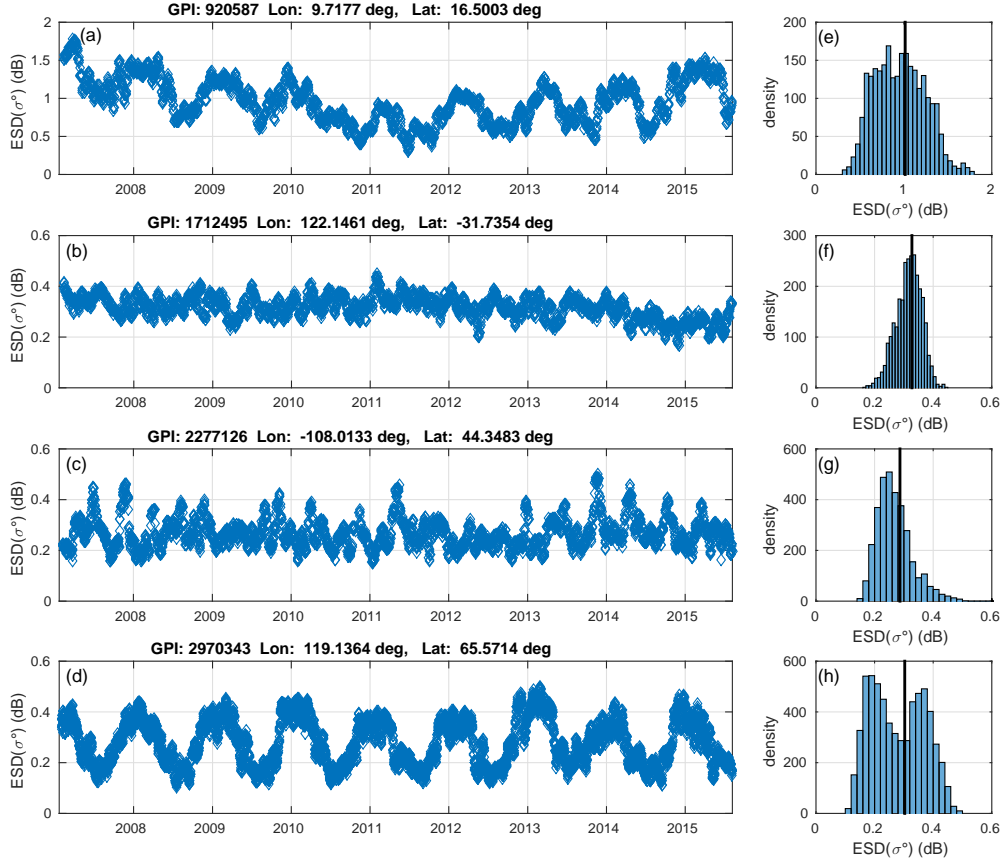 GPI: 920587 Lon: 9.7177 deg, Lat: 16.5003 deg
(a)
ESD(σ°) (dB)
2
1.5
1
0.5
0
2008 2009 2010 2011 2012 2013 2014 2015
(e)
density
200
150
100
50
0
0 1 2
ESD(σ°) (dB)
GPI: 1712495 Lon: 122.1461 deg, Lat: -31.7354 deg
(b)
ESD(σ°) (dB)
0.6
0.4
0.2
0
2008 2009 2010 2011 2012 2013 2014 2015
(f)
density
300
200
100
0
0 0.2 0.4 0.6
ESD(σ°) (dB)
GPI: 2277126 Lon: -108.0133 deg, Lat: 44.3483 deg
(c)
ESD(σ°) (dB)
0.6
0.4
0.2
0
2008 2009 2010 2011 2012 2013 2014 2015
(g)
density
600
400
200
0
0 0.2 0.4 0.6
ESD(σ°) (dB)
GPI: 2970343 Lon: 119.1364 deg, Lat: 65.5714 deg
(d)
ESD(σ°) (dB)
0.6
0.4
0.2
0
2008 2009 2010 2011 2012 2013 2014 2015
(h)
density
600
400
200
0
0 0.2 0.4 0.6
ESD(σ°) (dB)